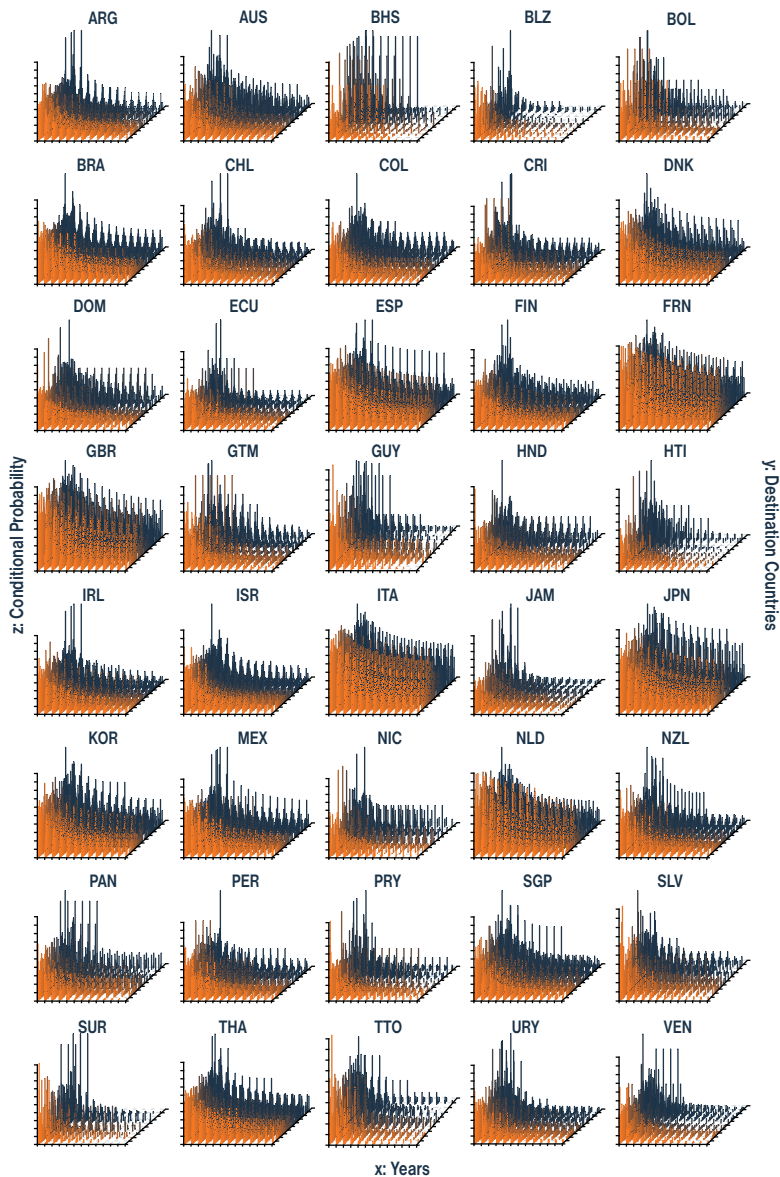 ARG AUS BHS BLZ BOL
BRA CHL COL CRI DNK
DOM ECU ESP FIN FRN
GBR GTM GUY HND HTI
IRL ISR ITA JAM JPN
KOR MEX NIC NLD NZL
PAN PER PRY SGP SLV
SUR THA TTO URY VEN
z: Conditional Probability
y: Destination Countries
x: Years